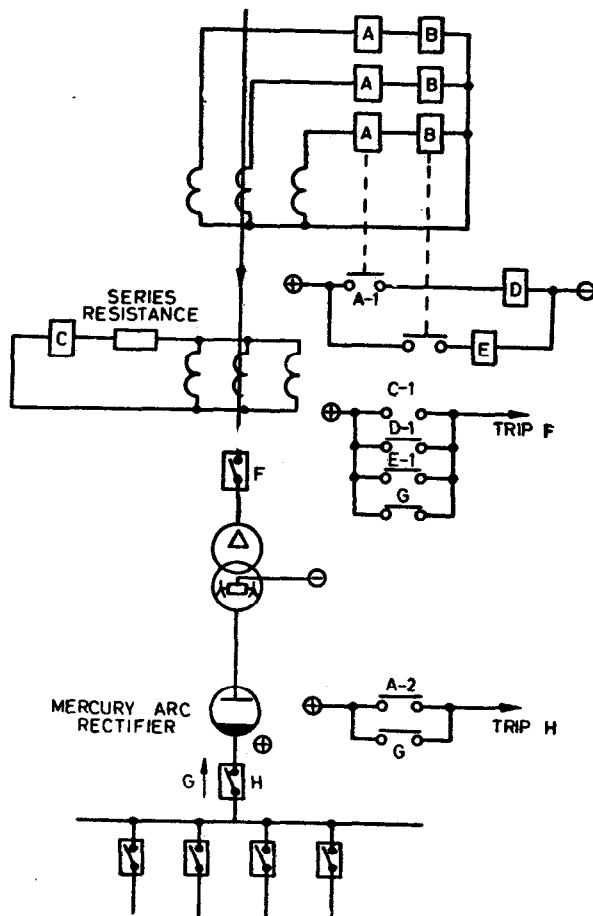 A B
A B
A B
⊕ A-1 D ⊖
E
SERIES
RESISTANCE
C
C-1
⊕ TRIP F
D-1
E-1
G
F
Δ
⊖
MERCURY ARC
RECTIFIER
⊕
A-2
⊕ TRIP H
G
G H